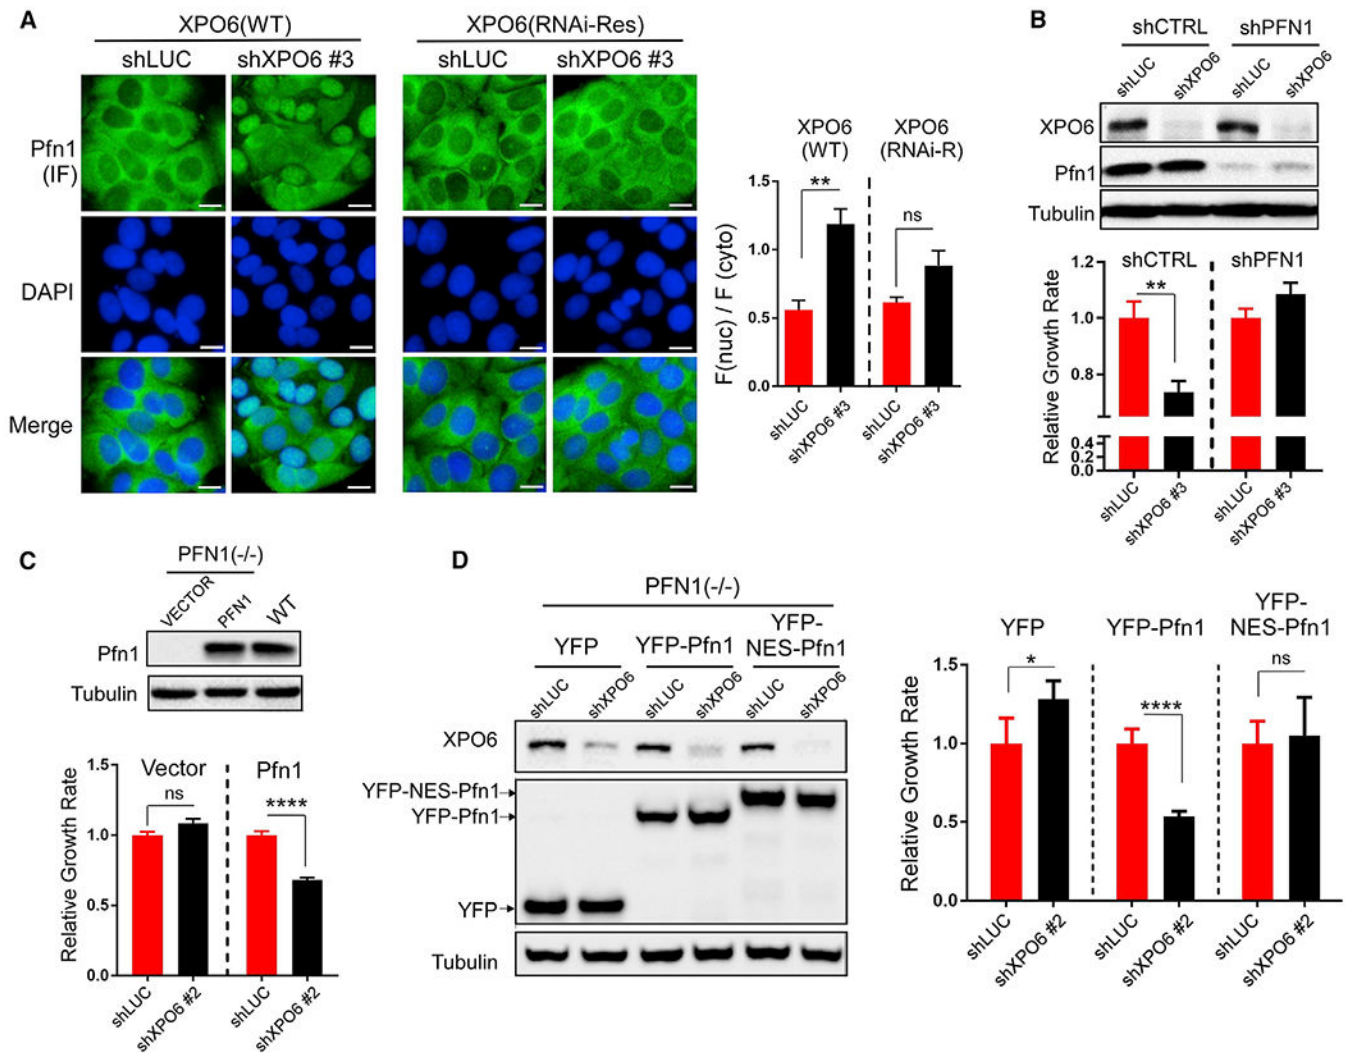 A
XPO6(WT)
XPO6(RNAi-Res)
shLUC
shXPO6 #3
shLUC
shXPO6 #3
Pfn1
(IF)
DAPI
Merge
XPO6
(WT)
XPO6
(RNAi-R)
F(nuc) / F (cyto)
1.5
1.0
0.5
0.0
**
ns
shLUC
shXPO6 #3
shLUC
shXPO6 #3
B
shCTRL
shPFN1
shLUC
shXPO6
shLUC
shXPO6
XPO6
Pfn1
Tubulin
shCTRL
shPFN1
Relative Growth Rate
1.2
1.0
0.8
0.4
0.2
0.0
**
shLUC
shXPO6 #3
shLUC
shXPO6 #3
C
PFN1(-/-)
VECTOR
PFN1
WT
Pfn1
Tubulin
Relative Growth Rate
1.5
1.0
0.5
0.0
Vector
Pfn1
ns
****
shLUC
shXPO6 #2
shLUC
shXPO6 #2
D
PFN1(-/-)
YFP
YFP-Pfn1
YFP-
NES-Pfn1
shLUC
shXPO6
shLUC
shXPO6
shLUC
shXPO6
XPO6
YFP-NES-Pfn1
YFP-Pfn1
YFP
Tubulin
YFP
YFP-Pfn1
YFP-
NES-Pfn1
Relative Growth Rate
1.5
1.0
0.5
0.0
*
****
ns
shLUC
shXPO6 #2
shLUC
shXPO6 #2
shLUC
shXPO6 #2